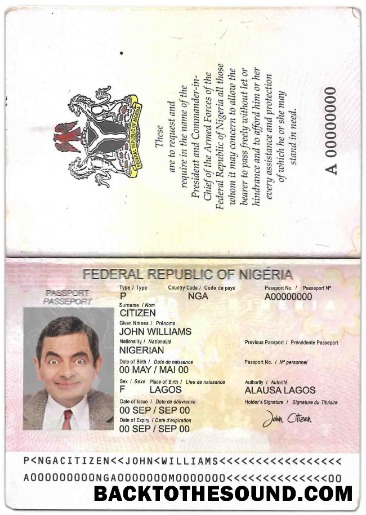 These
are to request and
require in the name of the
President and Commander-in-
Chief of the Armed Forces of the
Federal Republic of Nigeria all those
whom it may concern to allow the
bearer to pass freely without let or
hindrance and to afford him or her
every assistance and protection
of which he or she may
stand in need.
A 00000000
FEDERAL REPUBLIC OF NIGERIA
PASSPORT
PASSEPORT
Type / Type
Country Code / Code de pays
Passport No / Passeport N°
P
NGA
A00000000
Surname / Nom
CITIZEN
Given Names / Prénoms
JOHN WILLIAMS
Nationality / Nationalité
Previous Passport / Précédente Passeport
NIGERIAN
Date of Birth / Date de naissance
Passport No. / N° personnel
00 MAY / MAI 00
Sex / Sexe Place of Birth / Lieu de naissance
Authority / Autorité
F LAGOS
ALAUSA LAGOS
Date of Issue / Date de délivrance
Holder's Signature / Signature du Titulaire
00 SEP / SEP 00
John Citizen
Date of Expiry / Date d'expiration
00 SEP / SEP 00
P<NGACITIZEN<<JOHN<WILLIAMS<<<<<<<<<<<<<<<<<
A000000000NGA0000000M0000000<<<<<<<<<<<<<<00
BACKTOTHESOUND.COM